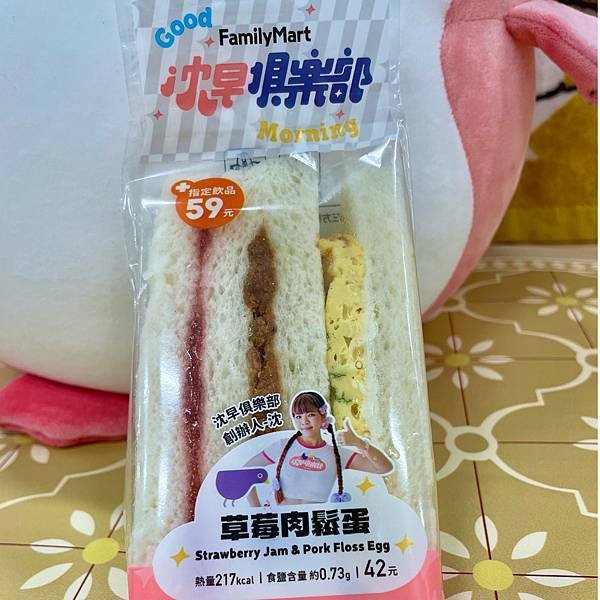 Good
FamilyMart
沈早俱樂部
Morning
+指定飲品
59元
沈早俱樂部
創辦人-沈
草莓肉鬆蛋
Strawberry Jam & Pork Floss Egg
熱量217kcal | 食鹽含量 約0.73g | 42元